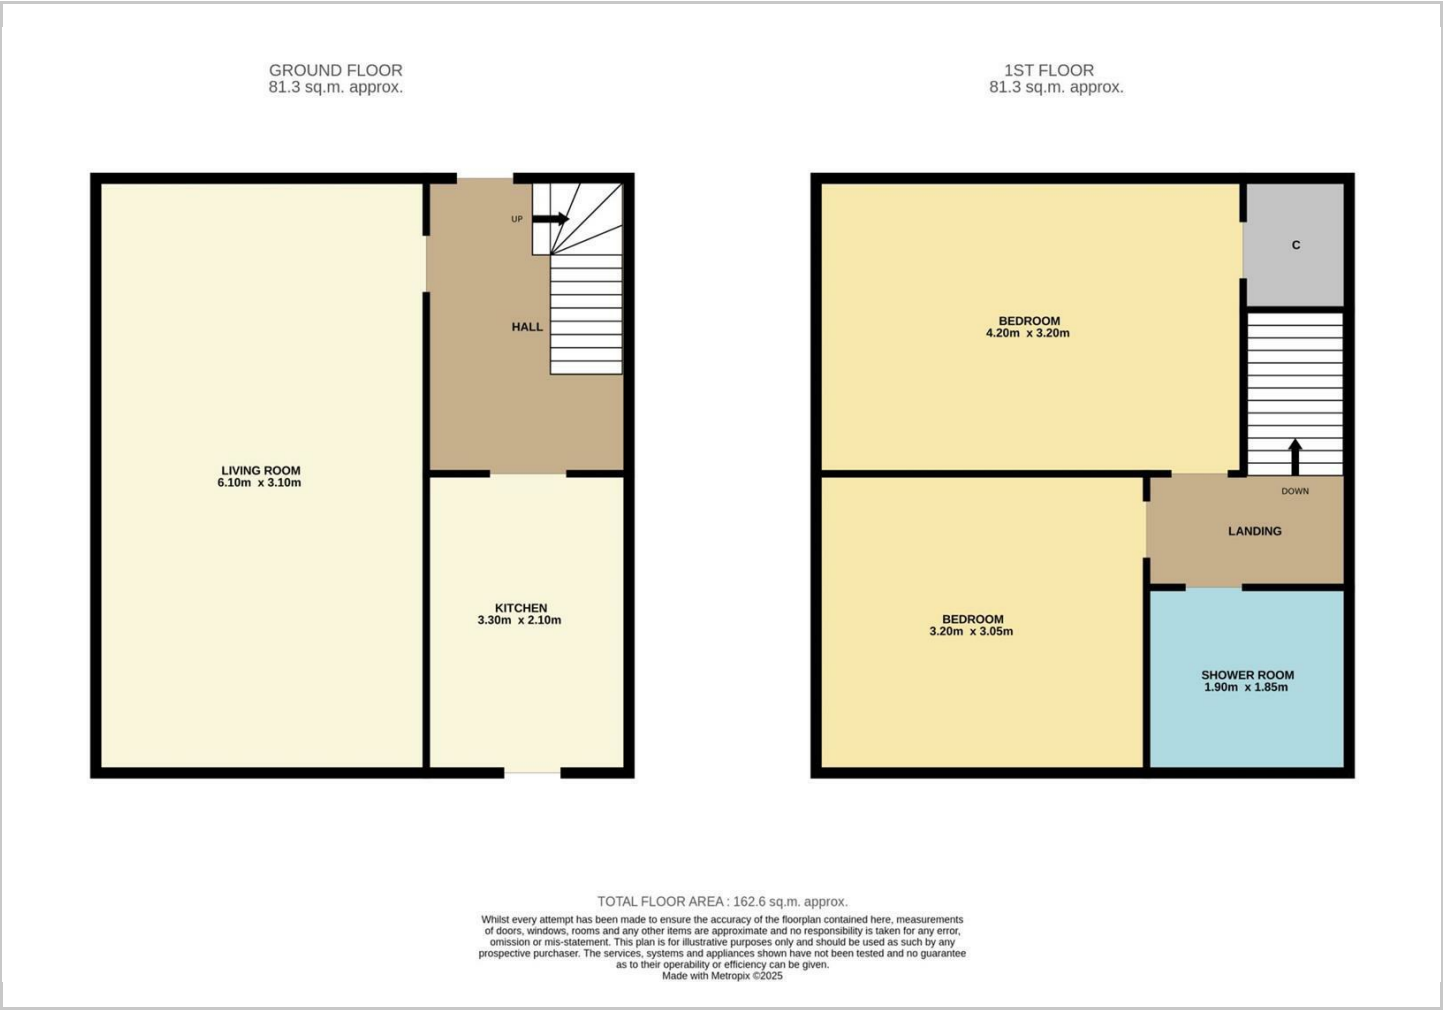 GROUND FLOOR
81.3 sq.m. approx.
1ST FLOOR
81.3 sq.m. approx.
UP
HALL
LIVING ROOM
6.10m x 3.10m
KITCHEN
3.30m x 2.10m
C
BEDROOM
4.20m x 3.20m
DOWN
LANDING
BEDROOM
3.20m x 3.05m
SHOWER ROOM
1.90m x 1.85m
TOTAL FLOOR AREA : 162.6 sq.m. approx.
Whilst every attempt has been made to ensure the accuracy of the floorplan contained here, measurements
of doors, windows, rooms and any other items are approximate and no responsibility is taken for any error,
omission or mis-statement. This plan is for illustrative purposes only and should be used as such by any
prospective purchaser. The services, systems and appliances shown have not been tested and no guarantee
as to their operability or efficiency can be given.
Made with Metropix ©2025